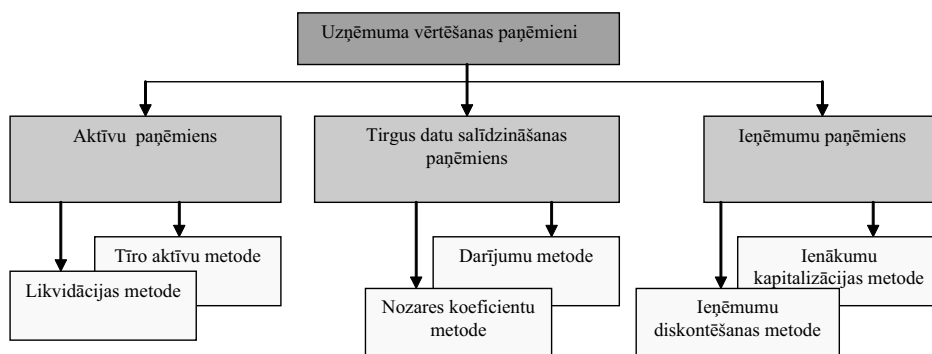 Uzņēmuma vērtēšanas paņēmieni
Aktīvu paņēmiens
Tirgus datu salīdzināšanas
paņēmiens
Ieņēmumu paņēmiens
Tīro aktīvu metode
Likvidācijas metode
Darījumu metode
Nozares koeficientu
metode
Ienākumu
kapitalizācijas metode
Ieņēmumu
diskontēšanas metode